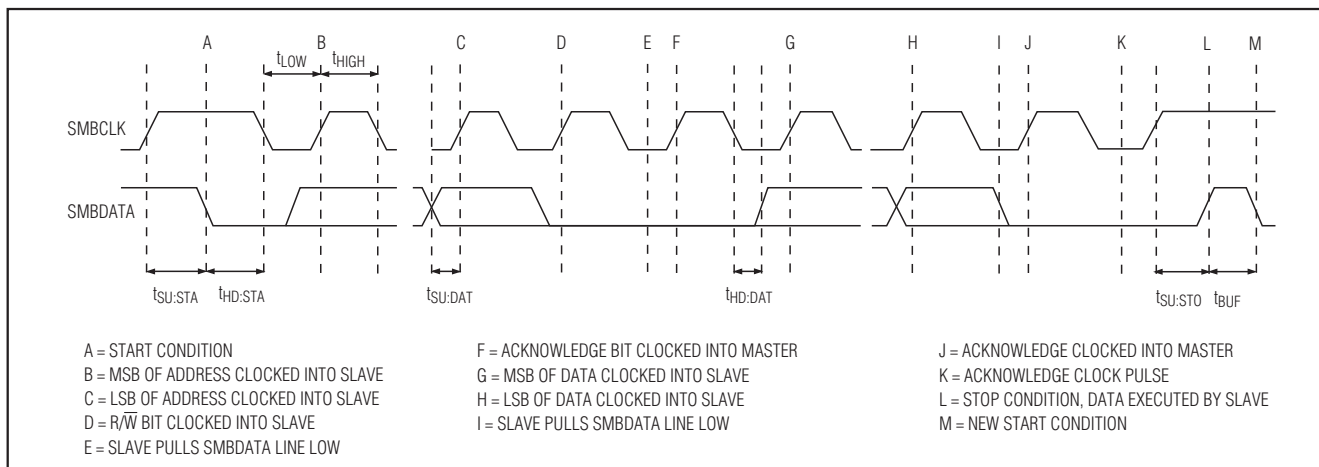 A B C D E F G H I J K L M
tLOW tHIGH
SMBCLK
SMBDATA
tSU:STA tHD:STA tSU:DAT tHD:DAT tSU:STO tBUF
A = START CONDITION
B = MSB OF ADDRESS CLOCKED INTO SLAVE
C = LSB OF ADDRESS CLOCKED INTO SLAVE
D = R/W̅ BIT CLOCKED INTO SLAVE
E = SLAVE PULLS SMBDATA LINE LOW
F = ACKNOWLEDGE BIT CLOCKED INTO MASTER
G = MSB OF DATA CLOCKED INTO SLAVE
H = LSB OF DATA CLOCKED INTO SLAVE
I = SLAVE PULLS SMBDATA LINE LOW
J = ACKNOWLEDGE CLOCKED INTO MASTER
K = ACKNOWLEDGE CLOCK PULSE
L = STOP CONDITION, DATA EXECUTED BY SLAVE
M = NEW START CONDITION